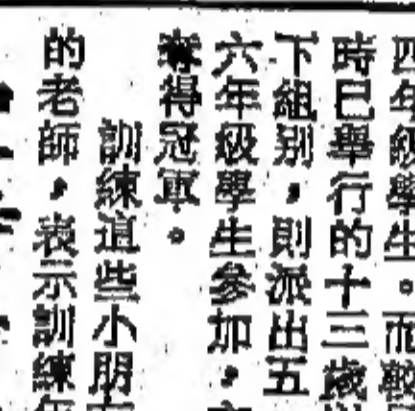 四年級學生。而較
時已舉行的十三歲
下組別，則派出五
六年級學生參加，
奪得冠軍。
訓練這些小朋
的老師，表示訓練